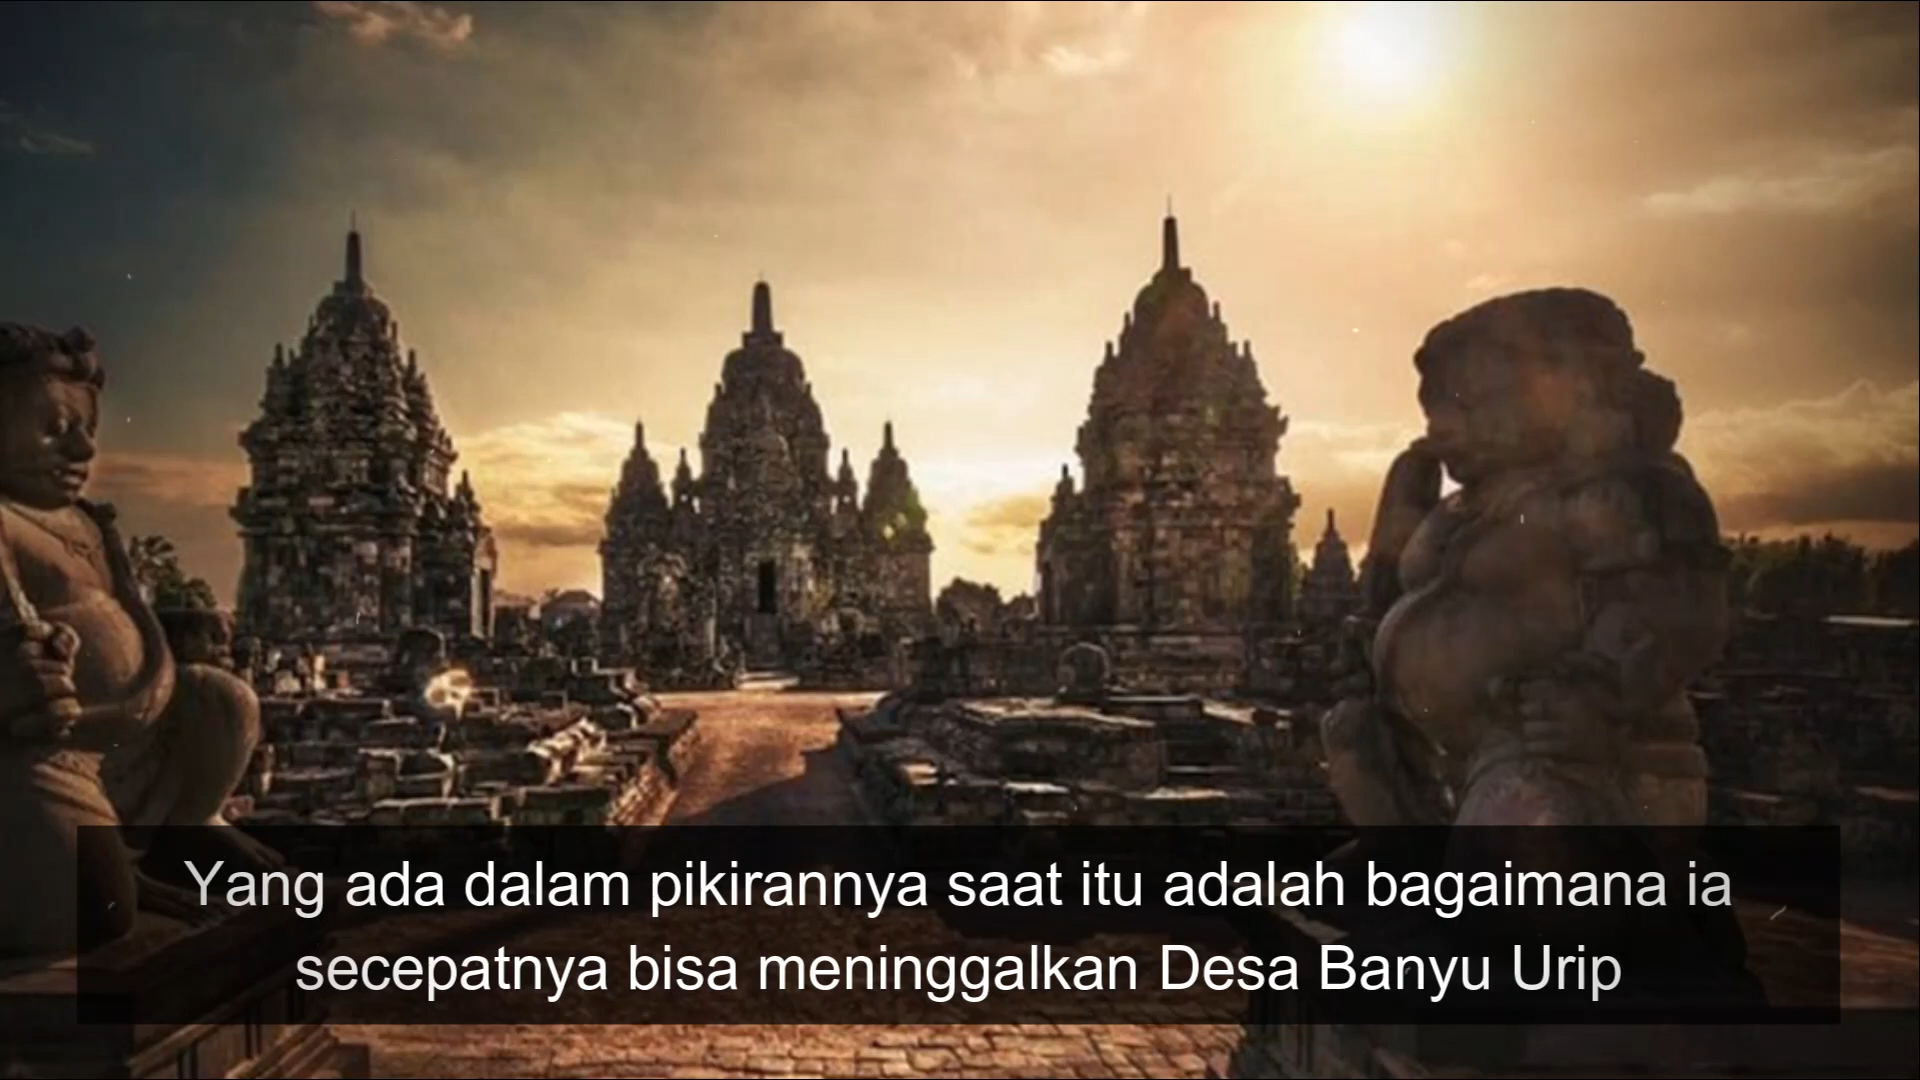 Yang ada dalam pikirannya saat itu adalah bagaimana ia
secepatnya bisa meninggalkan Desa Banyu Urip